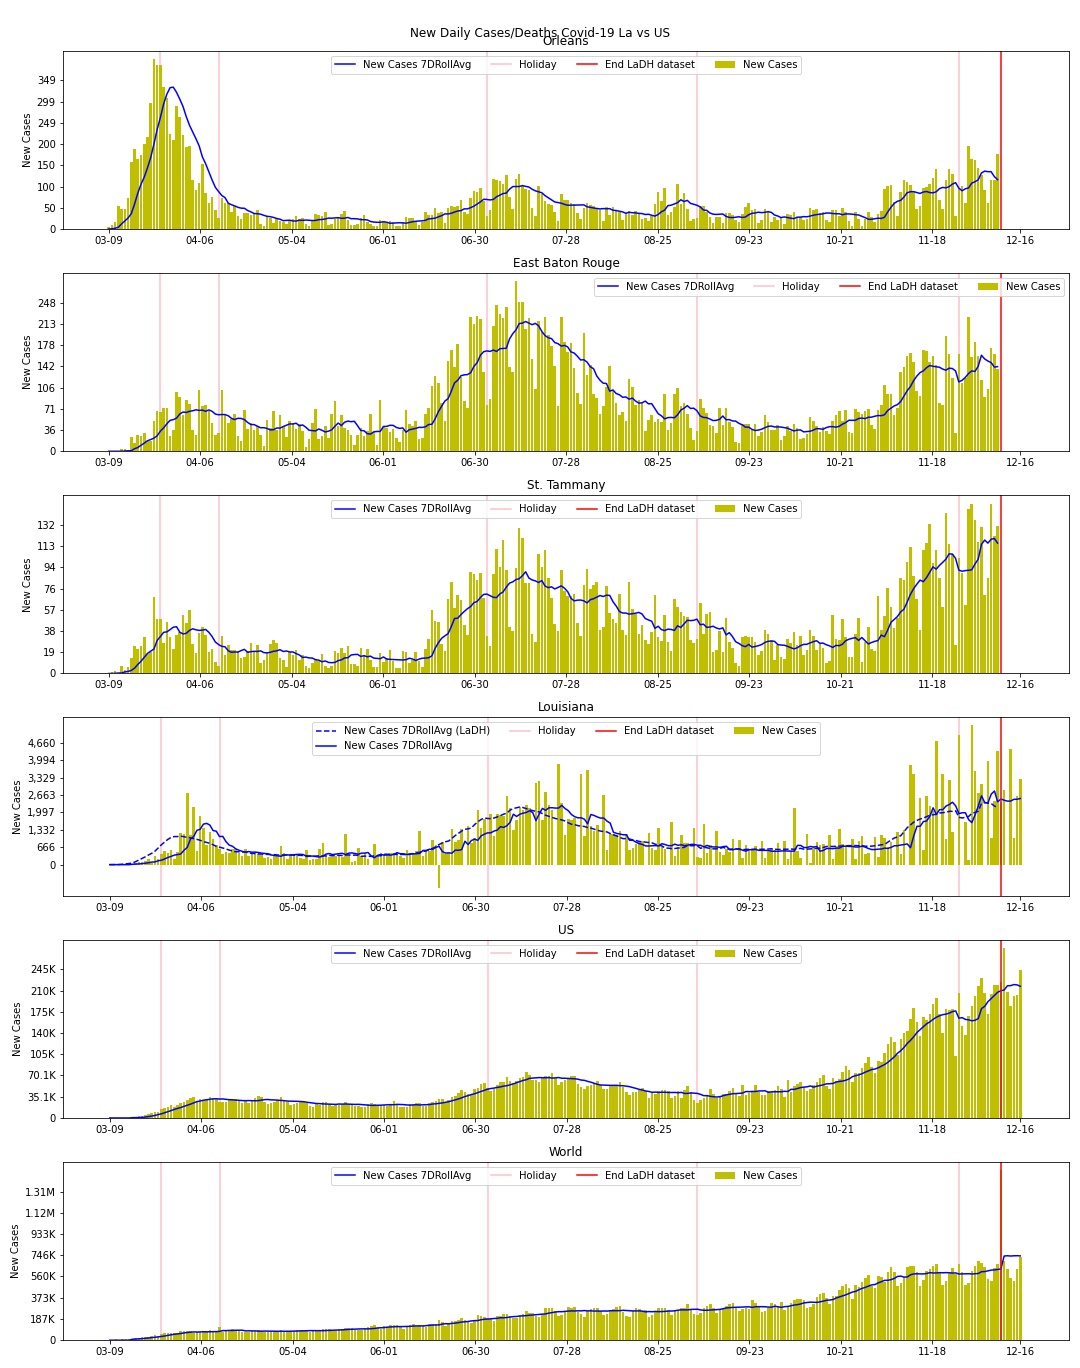 New Daily Cases/Deaths Covid-19 La vs US
Orleans
New Cases 7DRollAvg Holiday End LaDH dataset New Cases
New Cases
349
299
249
200
150
100
50
0
03-09 04-06 05-04 06-01 06-30 07-28 08-25 09-23 10-21 11-18 12-16
East Baton Rouge
New Cases 7DRollAvg Holiday End LaDH dataset New Cases
New Cases
248
213
178
142
106
71
36
0
03-09 04-06 05-04 06-01 06-30 07-28 08-25 09-23 10-21 11-18 12-16
St. Tammany
New Cases 7DRollAvg Holiday End LaDH dataset New Cases
New Cases
132
113
94
76
57
38
19
0
03-09 04-06 05-04 06-01 06-30 07-28 08-25 09-23 10-21 11-18 12-16
Louisiana
New Cases 7DRollAvg (LaDH) Holiday End LaDH dataset New Cases
New Cases 7DRollAvg
New Cases
4,660
3,994
3,329
2,663
1,997
1,332
666
0
03-09 04-06 05-04 06-01 06-30 07-28 08-25 09-23 10-21 11-18 12-16
US
New Cases 7DRollAvg Holiday End LaDH dataset New Cases
New Cases
245K
210K
175K
140K
105K
70.1K
35.1K
0
03-09 04-06 05-04 06-01 06-30 07-28 08-25 09-23 10-21 11-18 12-16
World
New Cases 7DRollAvg Holiday End LaDH dataset New Cases
New Cases
1.31M
1.12M
933K
746K
560K
373K
187K
0
03-09 04-06 05-04 06-01 06-30 07-28 08-25 09-23 10-21 11-18 12-16